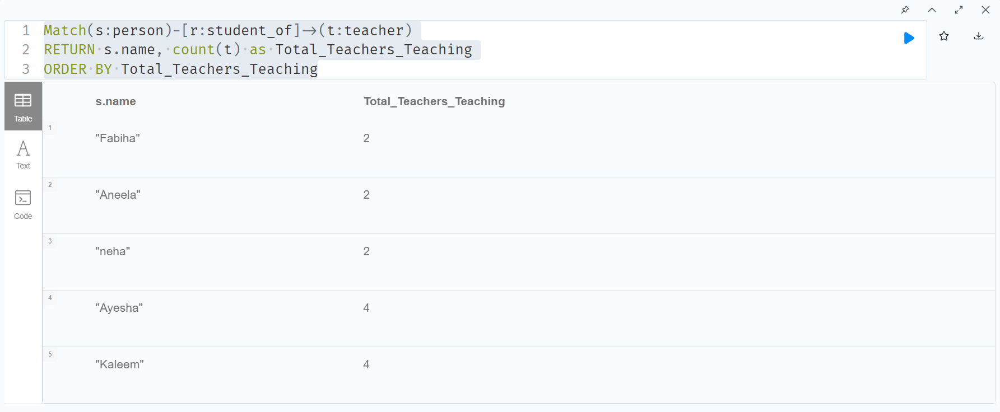 1 Match(s:person)-[r:student_of]->(t:teacher)
2 RETURN s.name, count(t) as Total_Teachers_Teaching
3 ORDER BY Total_Teachers_Teaching
Table
Text
Code
s.name Total_Teachers_Teaching
1 "Fabiha" 2
2 "Aneela" 2
3 "neha" 2
4 "Ayesha" 4
5 "Kaleem" 4